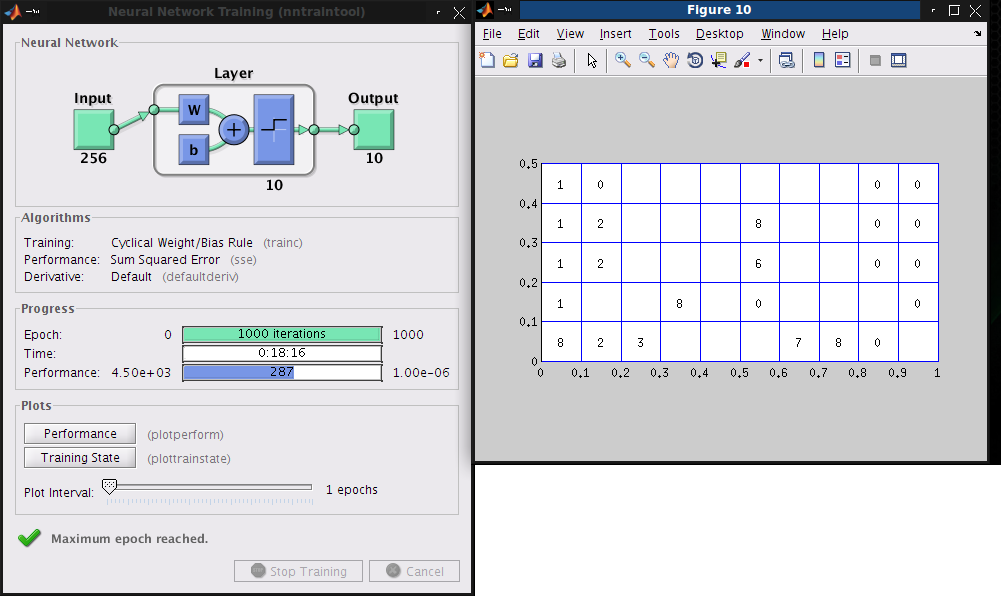 Neural Network Training (nntraintool)
Neural Network
Layer
Input
W
b
+
Output
256
10
10
Algorithms
Training: Cyclical Weight/Bias Rule (trainc)
Performance: Sum Squared Error (sse)
Derivative: Default (defaultderiv)
Progress
Epoch: 0 1000 iterations 1000
Time: 0:18:16
Performance: 4.50e+03 287 1.00e-06
Plots
Performance (plotperform)
Training State (plottrainstate)
Plot Interval: 1 epochs
Maximum epoch reached.
Stop Training Cancel
Figure 10
File Edit View Insert Tools Desktop Window Help
0.5
1 0 0 0
0.4
1 2 8 0 0
0.3
1 2 6 0 0
0.2
1 8 0 0
0.1
8 2 3 7 8 0
0
0 0.1 0.2 0.3 0.4 0.5 0.6 0.7 0.8 0.9 1